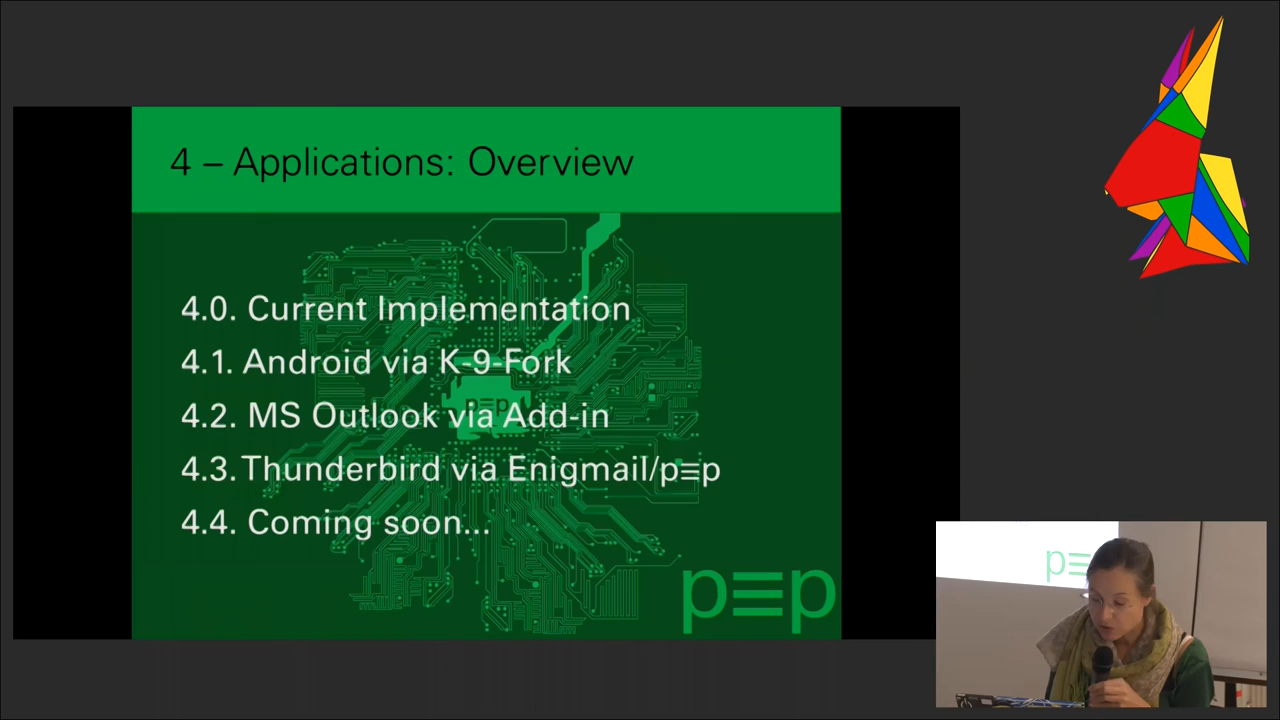 4 – Applications: Overview
4.0. Current Implementation
4.1. Android via K-9-Fork
4.2. MS Outlook via Add-in
p≡p
4.3. Thunderbird via Enigmail/p≡p
4.4. Coming soon...
p≡p
p≡